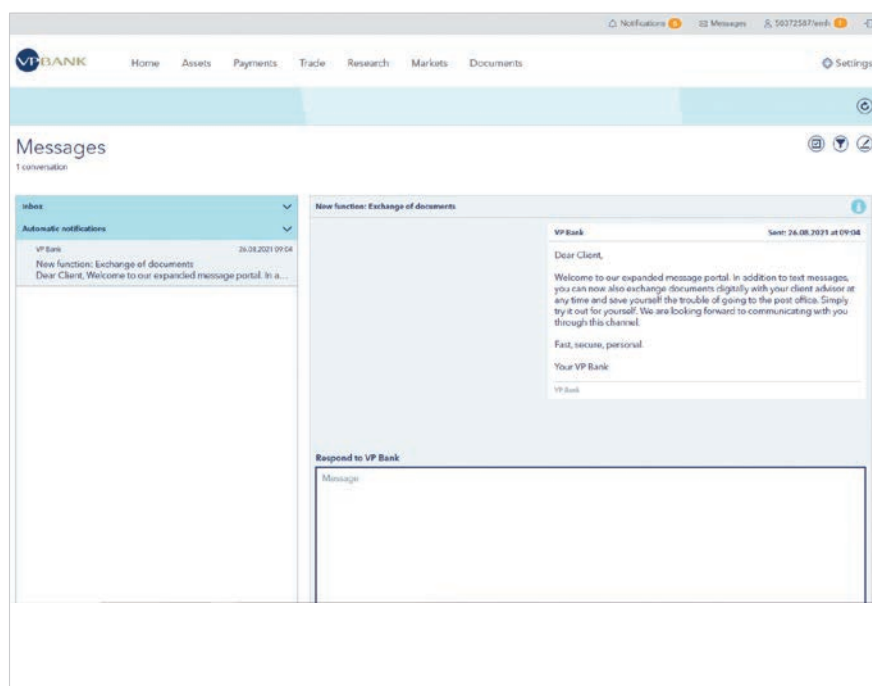 Notifications
Messages
VP BANK
Home Assets Payments Trade Research Markets Documents
Settings
Messages
1 conversation
Inbox
Automatic notifications
VP Bank 26.08.2021 09:04
New function: Exchange of documents
Dear Client, Welcome to our expanded message portal. In a...
New function: Exchange of documents
VP Bank Sent: 26.08.2021 at 09:04
Dear Client,
Welcome to our expanded message portal. In addition to text messages,
you can now also exchange documents digitally with your client advisor at
any time and save yourself the trouble of going to the post office. Simply
try it out for yourself. We are looking forward to communicating with you
through this channel.
Fast, secure, personal.
Your VP Bank
VP Bank
Respond to VP Bank
Message